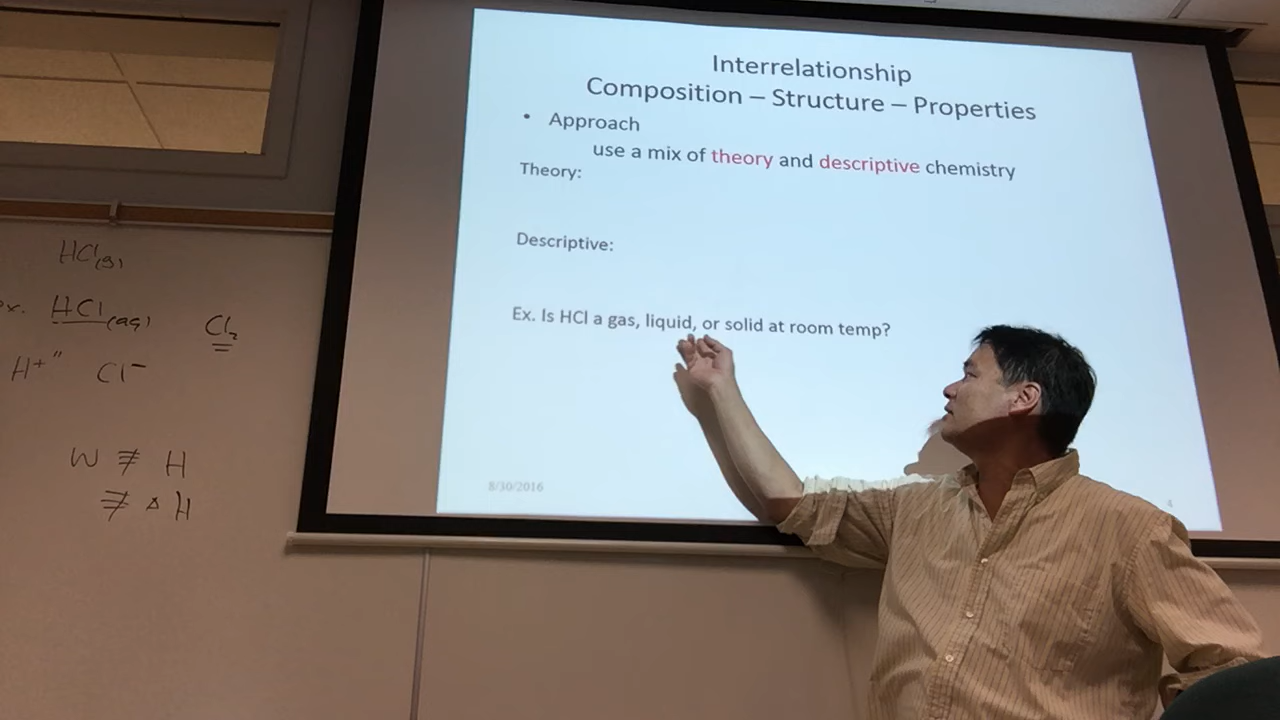 Interrelationship
Composition – Structure – Properties
• Approach
use a mix of theory and descriptive chemistry
Theory:
Descriptive:
Ex. Is HCl a gas, liquid, or solid at room temp?
8/30/2016
4
HCl(g)
x. HCl(aq) Cl₂
H⁺ " Cl⁻
W ≢ H
≢ △ H